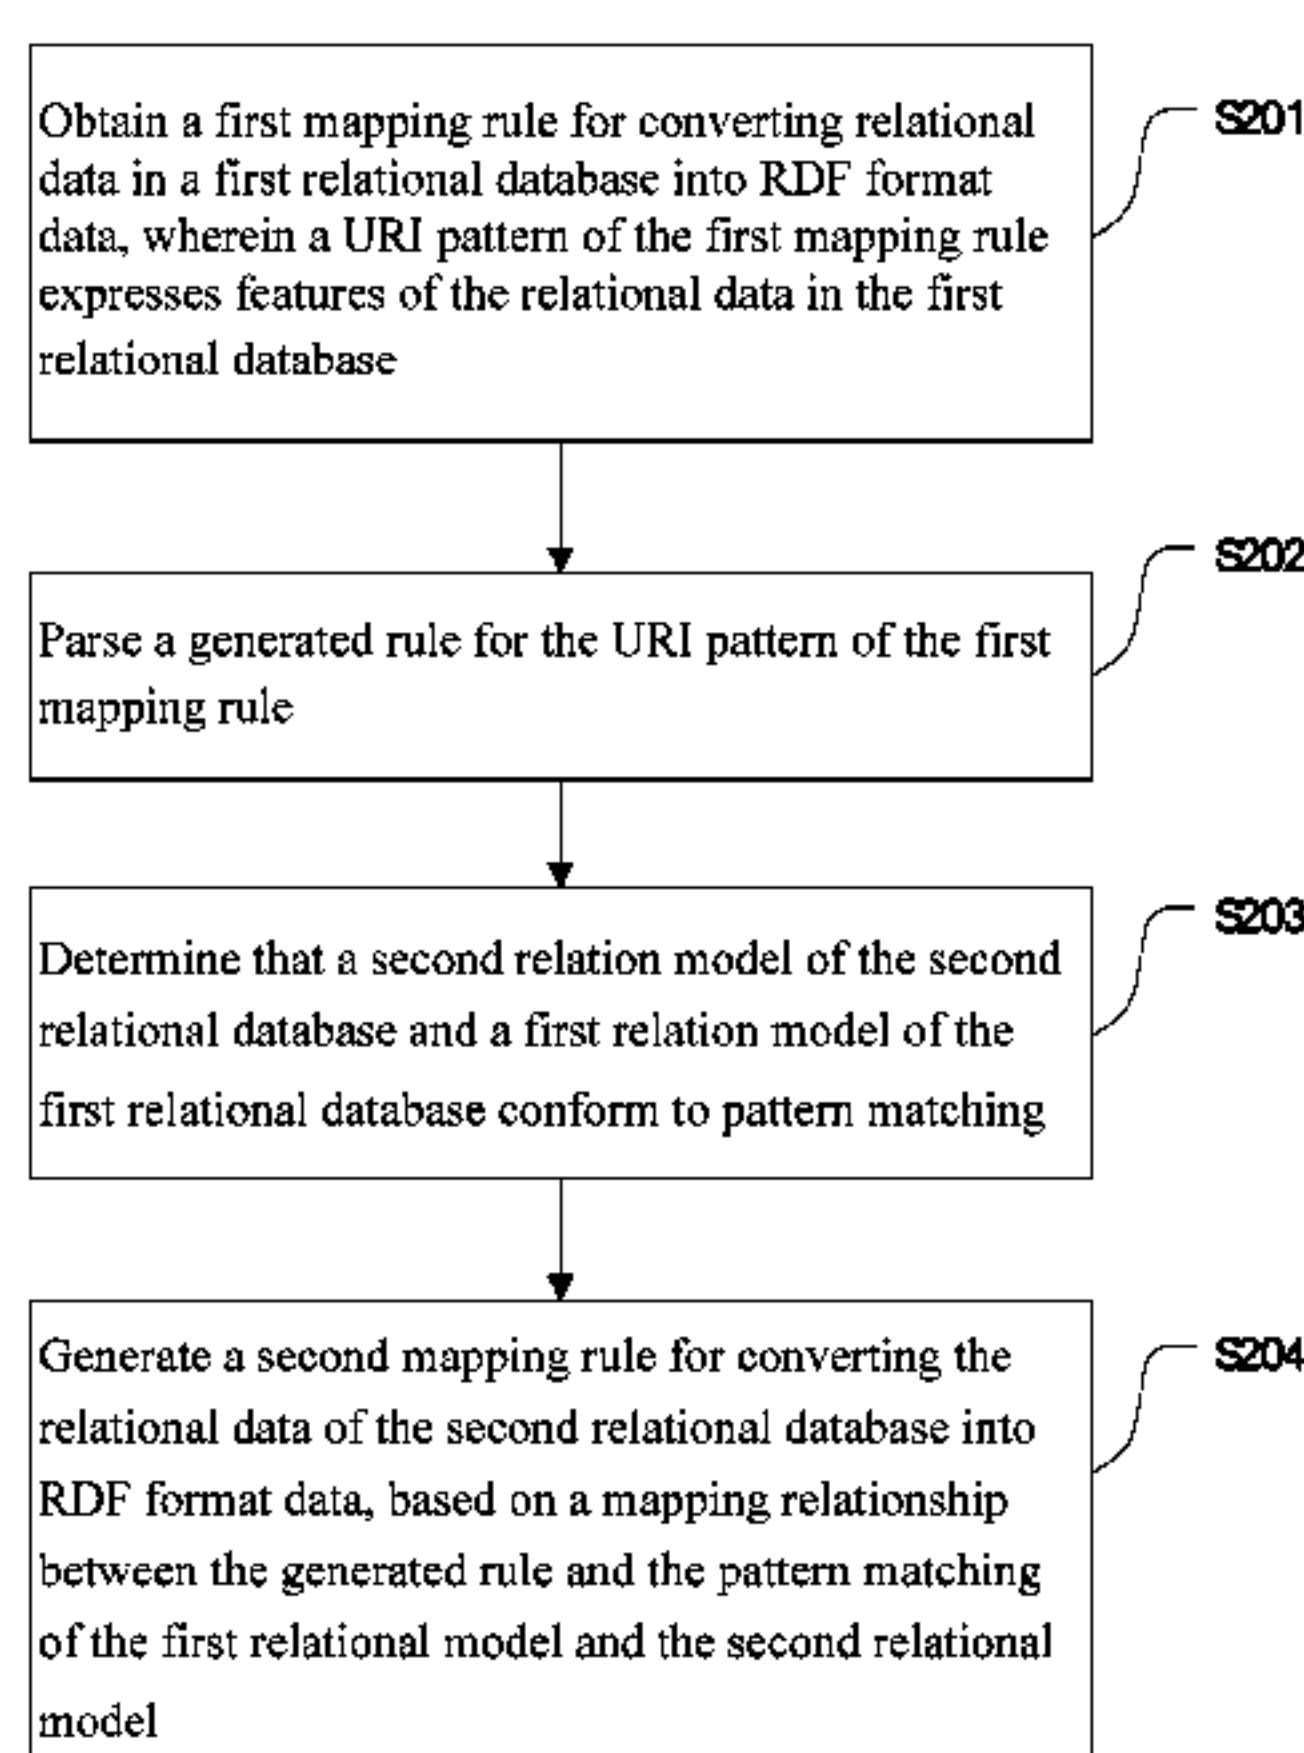 Obtain a first mapping rule for converting relational
data in a first relational database into RDF format
data, wherein a URI pattern of the first mapping rule
expresses features of the relational data in the first
relational database
S201
Parse a generated rule for the URI pattern of the first
mapping rule
S202
Determine that a second relation model of the second
relational database and a first relation model of the
first relational database conform to pattern matching
S203
Generate a second mapping rule for converting the
relational data of the second relational database into
RDF format data, based on a mapping relationship
between the generated rule and the pattern matching
of the first relational model and the second relational
model
S204